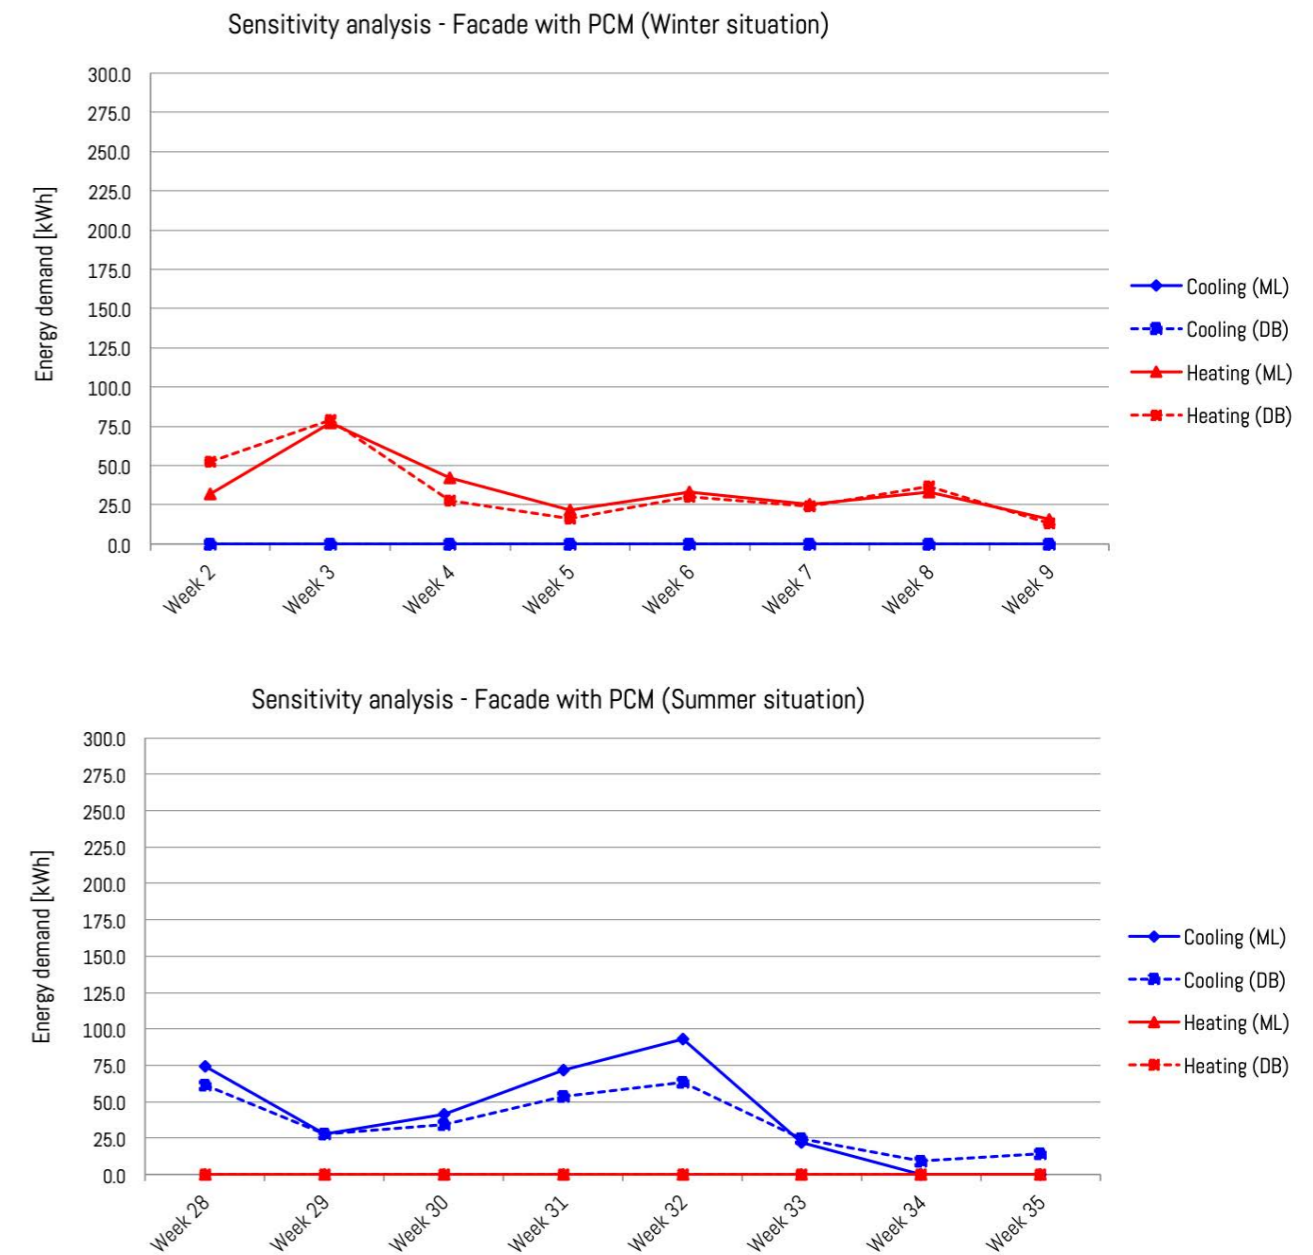 Sensitivity analysis - Facade with PCM (Winter situation)
300.0
275.0
250.0
225.0
200.0
175.0
150.0
125.0
100.0
75.0
50.0
25.0
0.0
Energy demand [kWh]
Week 2
Week 3
Week 4
Week 5
Week 6
Week 7
Week 8
Week 9
Cooling (ML)
Cooling (DB)
Heating (ML)
Heating (DB)
Sensitivity analysis - Facade with PCM (Summer situation)
300.0
275.0
250.0
225.0
200.0
175.0
150.0
125.0
100.0
75.0
50.0
25.0
0.0
Energy demand [kWh]
Week 28
Week 29
Week 30
Week 31
Week 32
Week 33
Week 34
Week 35
Cooling (ML)
Cooling (DB)
Heating (ML)
Heating (DB)